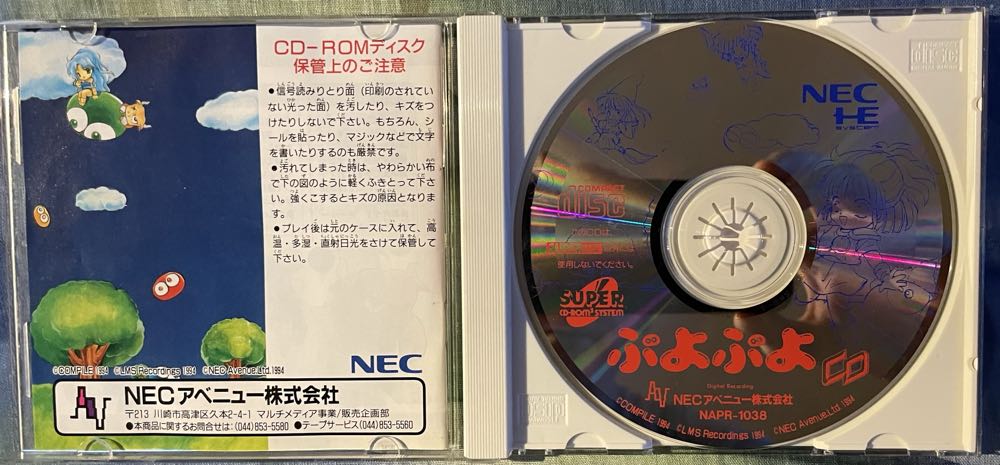 CD-ROMディスク
保管上のご注意
●信号読みとり面（印刷のされてい
ない光った面）を汚したり、キズをつ
けたりしないで下さい。もちろん、シ
ールを貼ったり、マジックなどで文字
を書いたりするのも厳禁です。
●汚れてしまった時は、やわらかい布
で下の図のように軽くふきとって下さ
い。強くこするとキズの原因となりま
す。
●プレイ後は元のケースに入れて、高
温・多湿・直射日光をさけて保管して
下さい。
NEC
©COMPILE 1994 ©LMS Recordings 1994 ©NEC Avenue,Ltd.1994
NECアベニュー株式会社
〒213 川崎市高津区久本2-4-1 マルチメディア事業/販売企画部
●本商品に関するお問合せは:(044)853-5580 ●テープサービス(044)853-5560
NEC
HE
SYSTEM
COMPACT
disc
使用しないでください。
SUPER
CD-ROM² SYSTEM
ぷよぷよ
CD
Digital Recording
NECアベニュー株式会社
NAPR-1038
©COMPILE 1994 ©LMS Recordings 1994 ©NEC Avenue,Ltd.1994